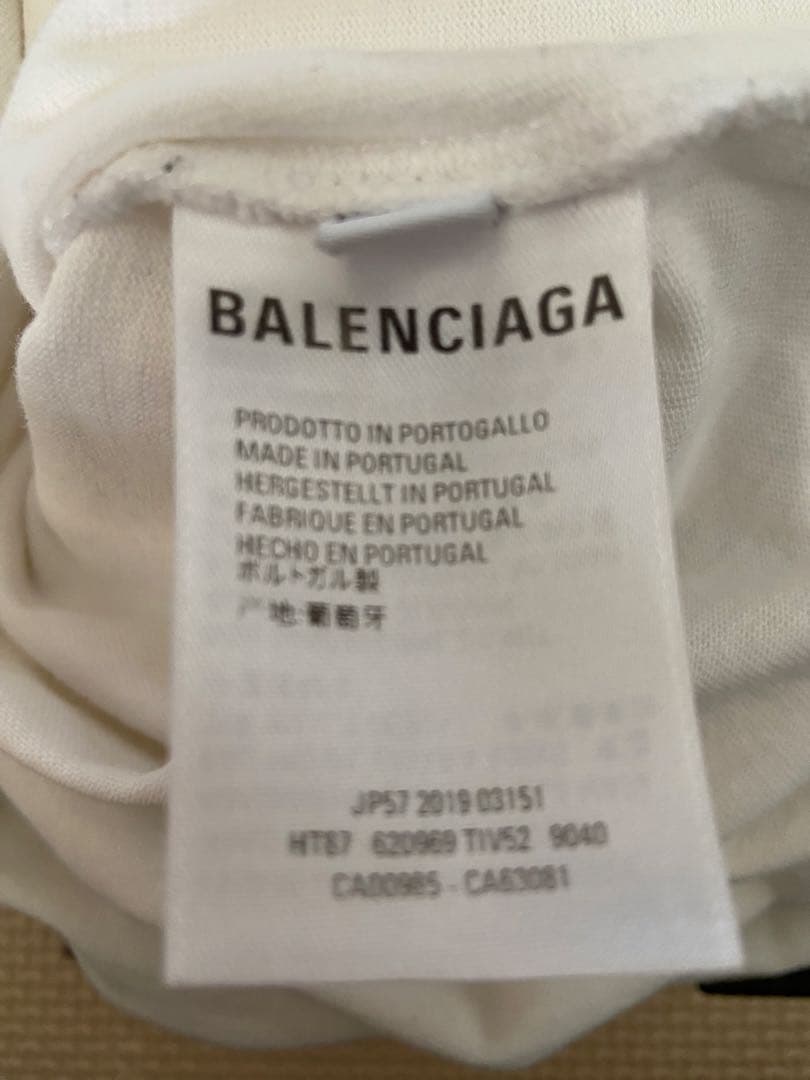 BALENCIAGA
PRODOTTO IN PORTOGALLO
MADE IN PORTUGAL
HERGESTELLT IN PORTUGAL
FABRIQUE EN PORTUGAL
HECHO EN PORTUGAL
ポルトガル製
产地:葡萄牙
JP57 2019 03151
HT87 620969 TIV52 9040
CA00985 - CA63081